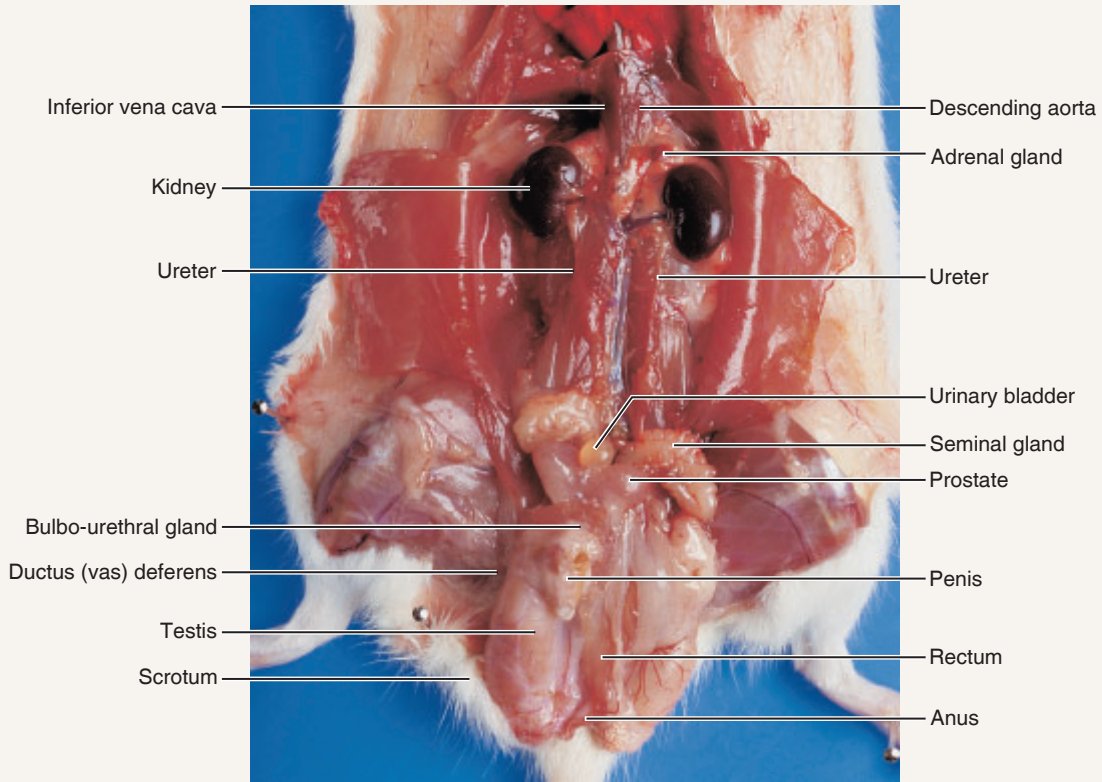 Inferior vena cava
Kidney
Ureter
Bulbo-urethral gland
Ductus (vas) deferens
Testis
Scrotum
Descending aorta
Adrenal gland
Ureter
Urinary bladder
Seminal gland
Prostate
Penis
Rectum
Anus